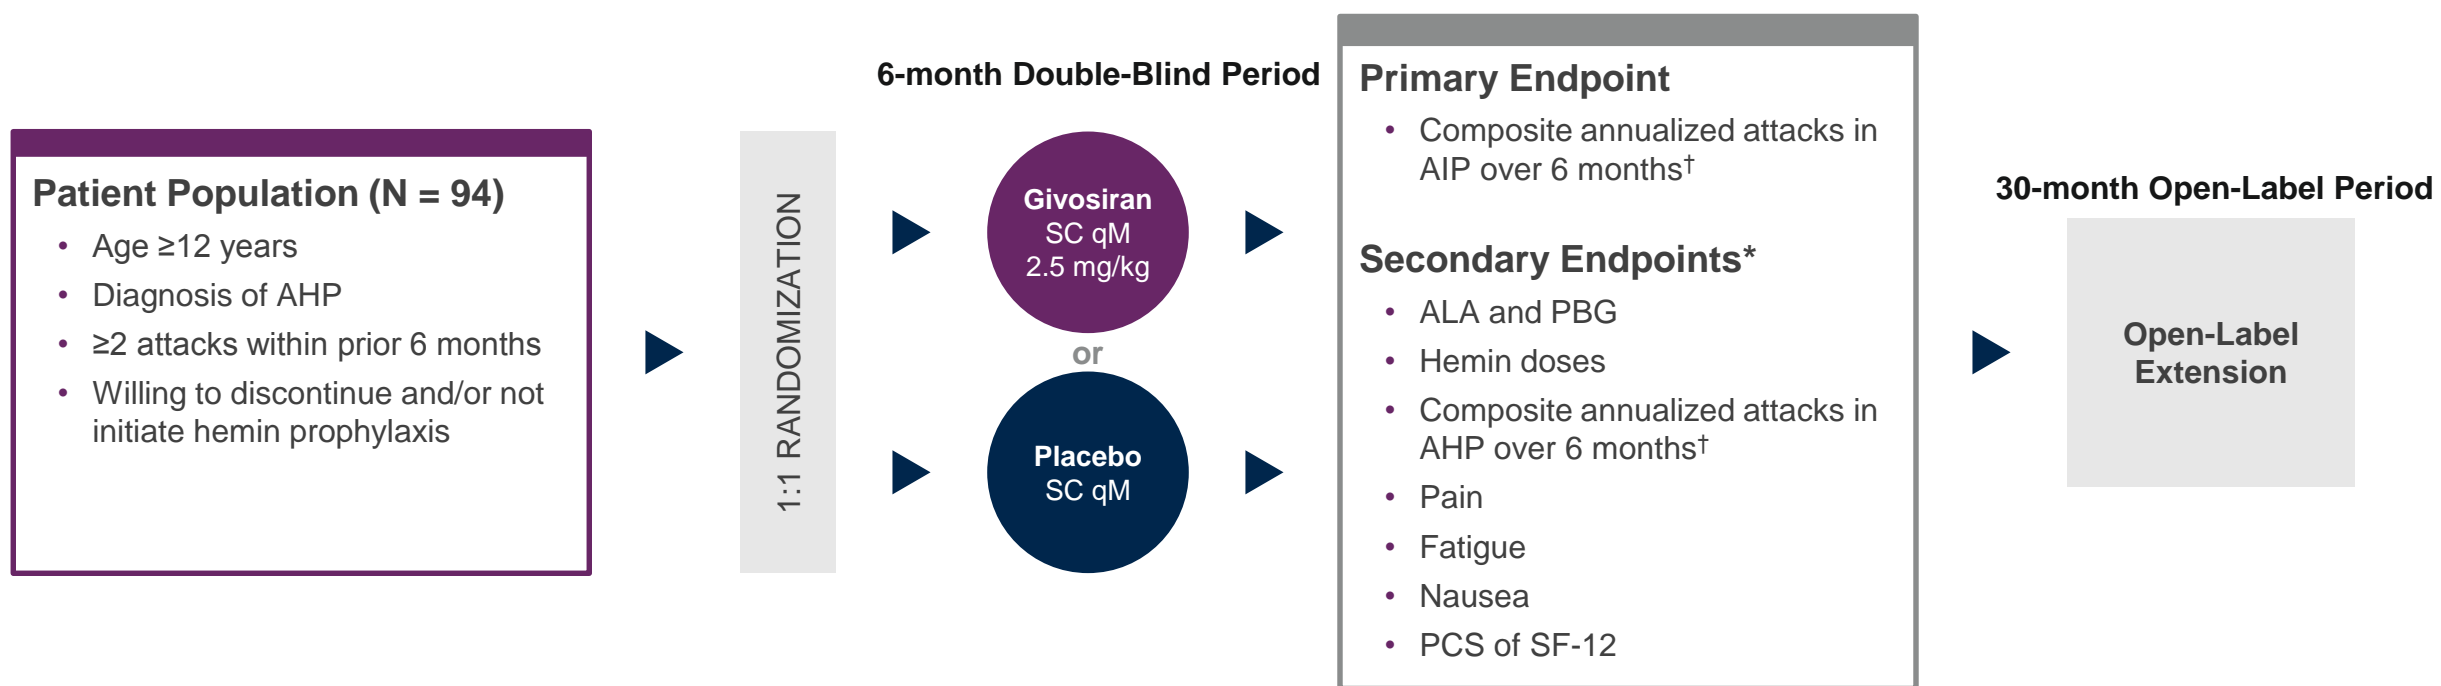 Patient Population (N = 94)
• Age ≥12 years
• Diagnosis of AHP
• ≥2 attacks within prior 6 months
• Willing to discontinue and/or not
initiate hemin prophylaxis
1:1 RANDOMIZATION
6-month Double-Blind Period
Givosiran
SC qM
2.5 mg/kg
or
Placebo
SC qM
Primary Endpoint
• Composite annualized attacks in
AIP over 6 months†
Secondary Endpoints*
• ALA and PBG
• Hemin doses
• Composite annualized attacks in
AHP over 6 months†
• Pain
• Fatigue
• Nausea
• PCS of SF-12
30-month Open-Label Period
Open-Label
Extension